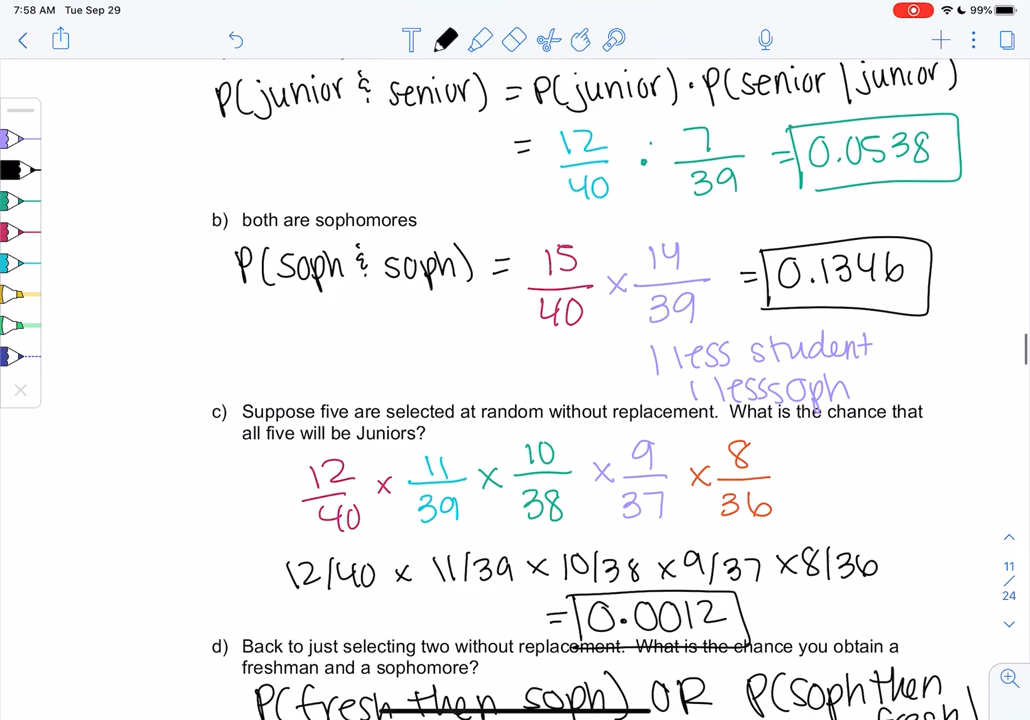 7:58 AM Tue Sep 29
99%
T
P(junior & senior) = P(junior) · P(senior | junior)
= 12/40 · 7/39 = 0.0538
b) both are sophomores
P(soph & soph) = 15/40 × 14/39 = 0.1346
1 less student
1 less soph
c) Suppose five are selected at random without replacement. What is the chance that
all five will be Juniors?
12/40 × 11/39 × 10/38 × 9/37 × 8/36
12/40 × 11/39 × 10/38 × 9/37 × 8/36
= 0.0012
11
/
24
d) Back to just selecting two without replacement. What is the chance you obtain a
freshman and a sophomore?
P(fresh then soph) OR P(soph then
fresh)